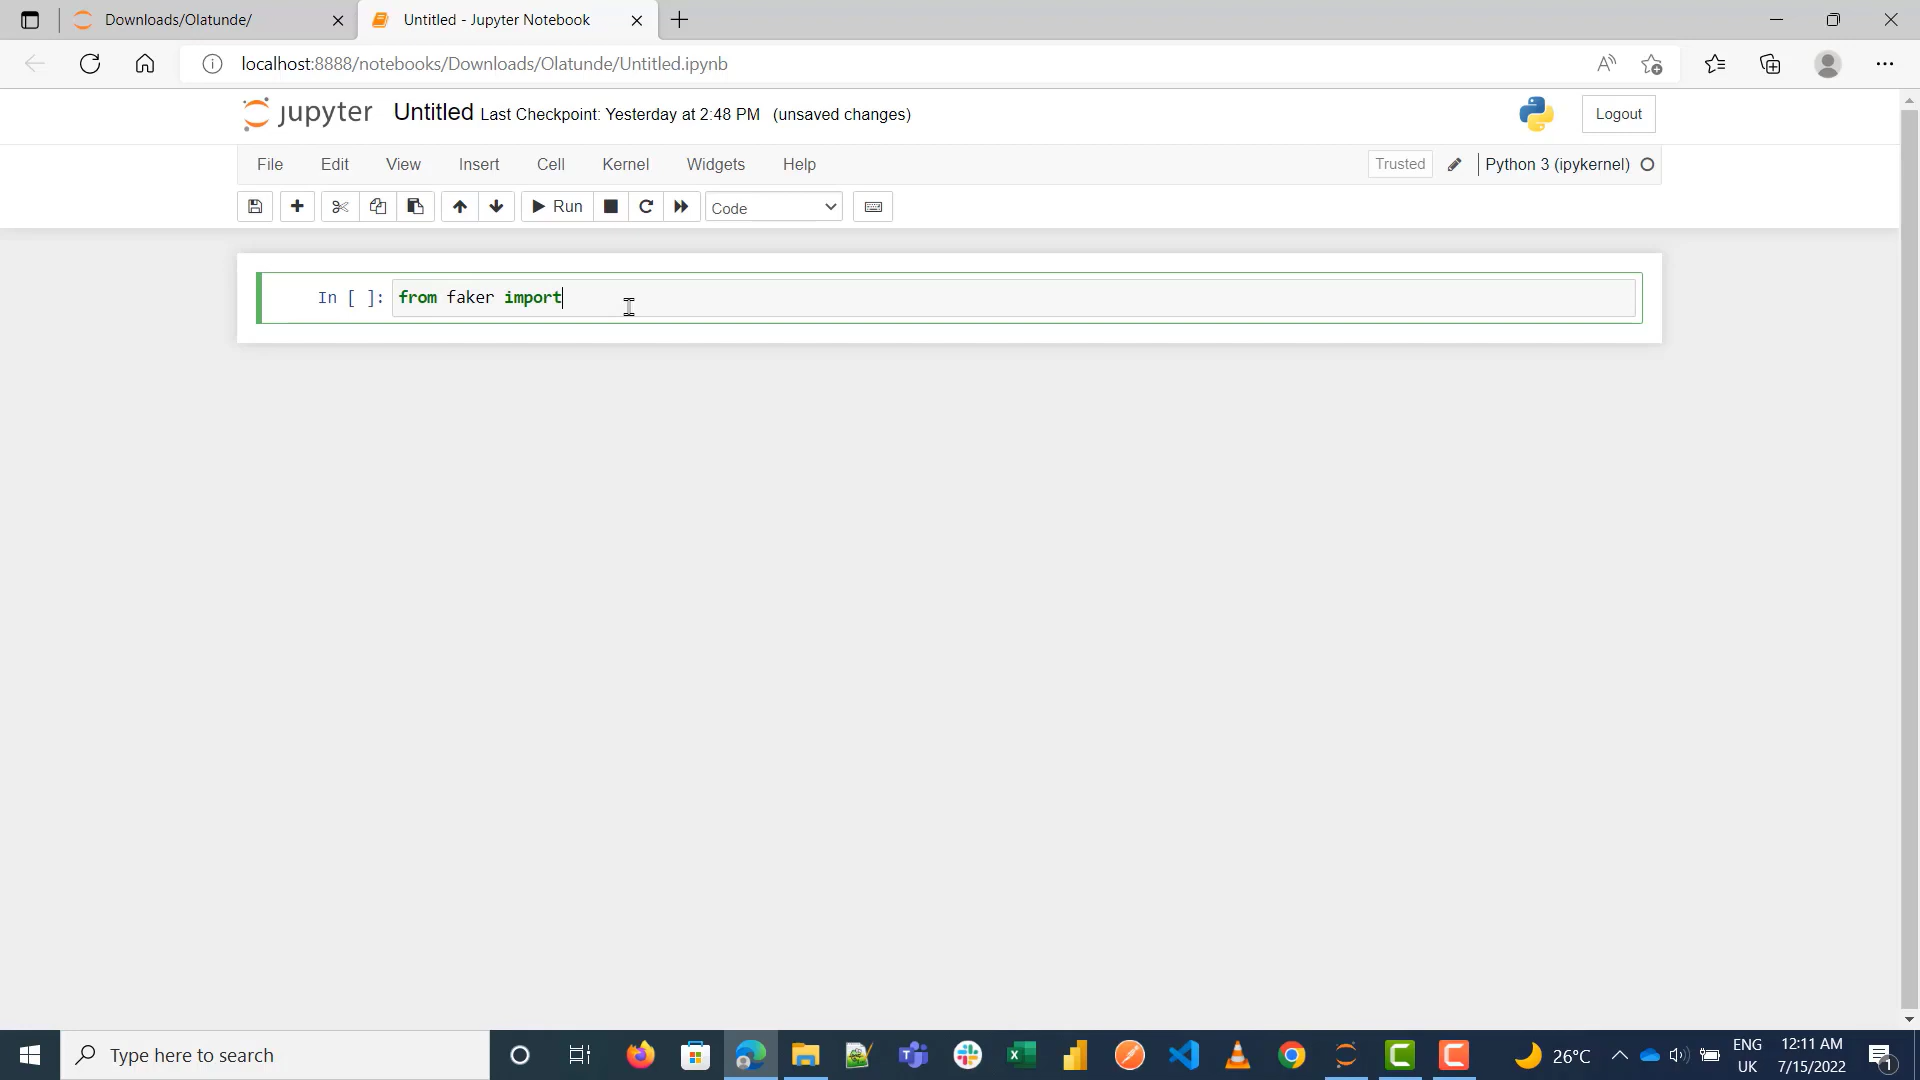 Downloads/Olatunde/
Untitled - Jupyter Notebook
localhost:8888/notebooks/Downloads/Olatunde/Untitled.ipynb
jupyter Untitled Last Checkpoint: Yesterday at 2:48 PM (unsaved changes)
Logout
File Edit View Insert Cell Kernel Widgets Help
Trusted
Python 3 (ipykernel)
Run
Code
In [ ]: from faker import
Type here to search
26°C
ENG
UK
12:11 AM
7/15/2022
1